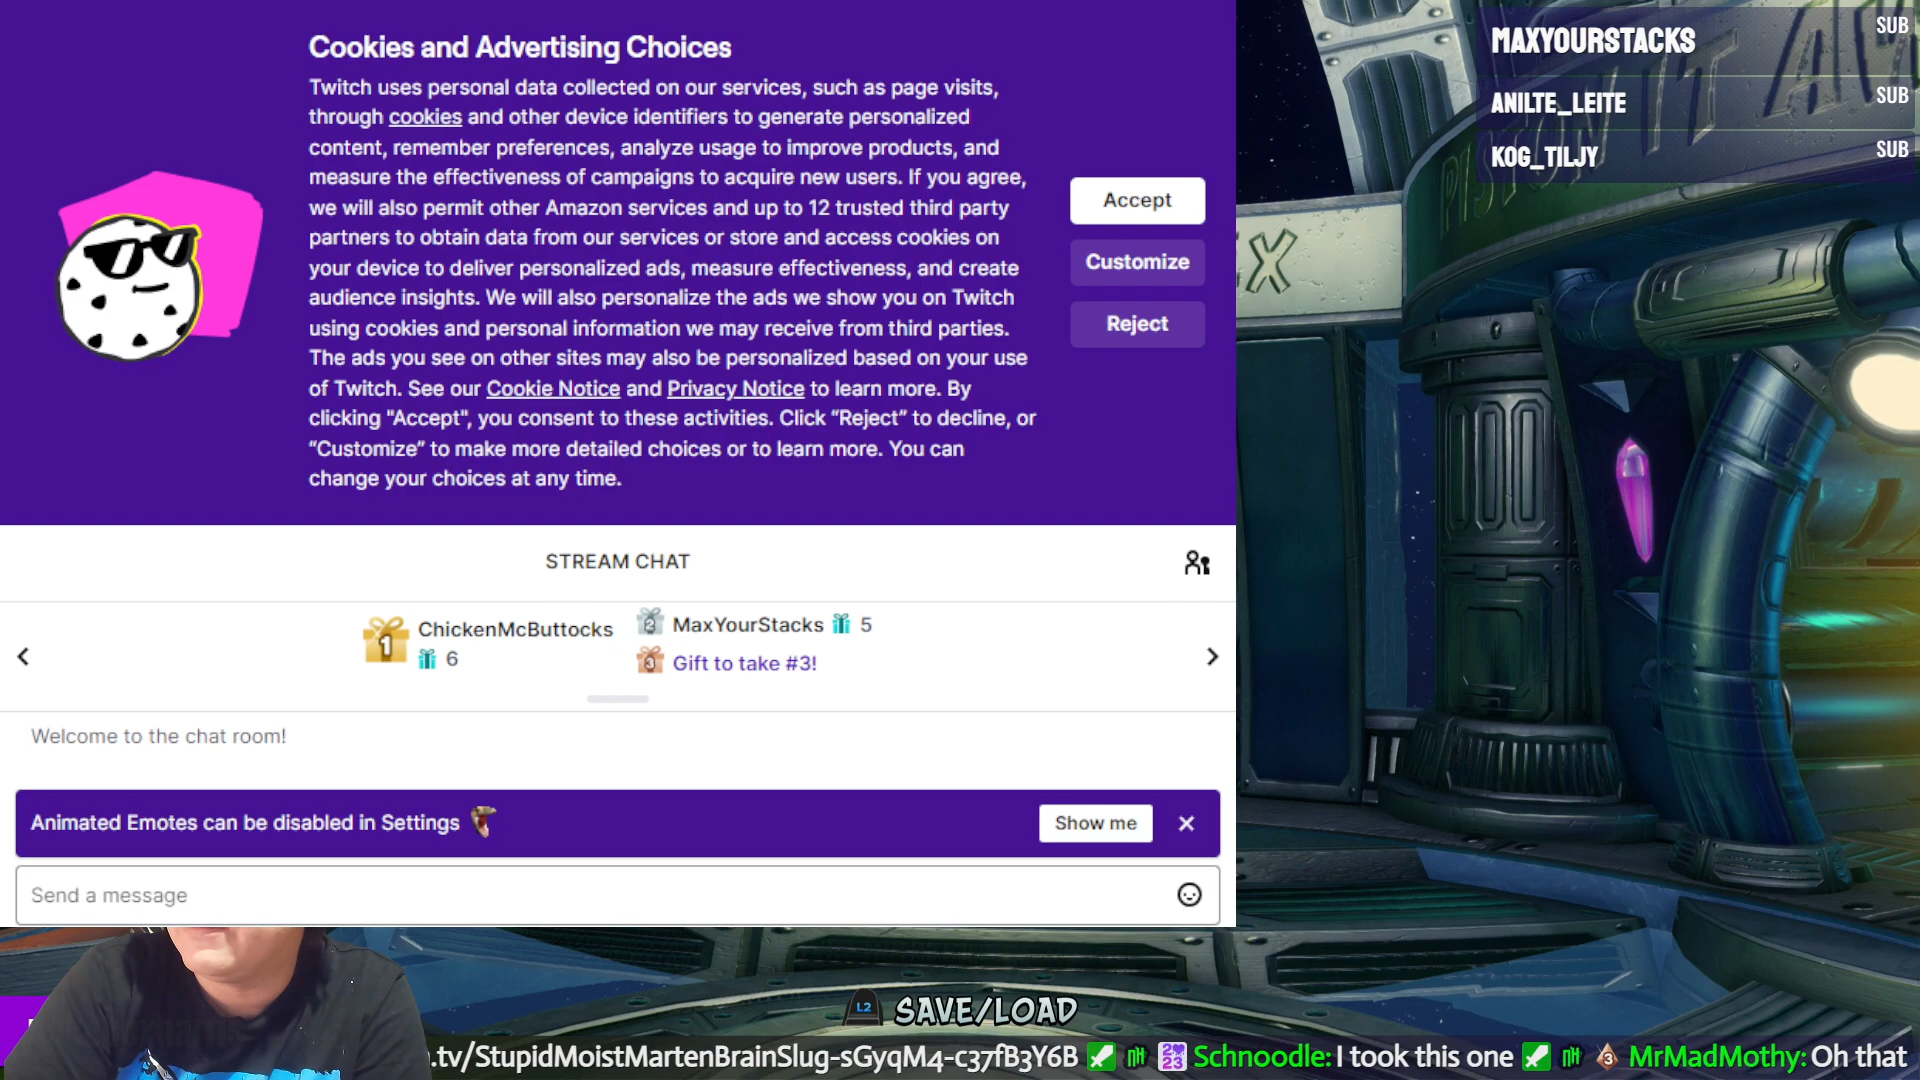 Cookies and Advertising Choices
Twitch uses personal data collected on our services, such as page visits,
through cookies and other device identifiers to generate personalized
content, remember preferences, analyze usage to improve products, and
measure the effectiveness of campaigns to acquire new users. If you agree,
we will also permit other Amazon services and up to 12 trusted third party
partners to obtain data from our services or store and access cookies on
your device to deliver personalized ads, measure effectiveness, and create
audience insights. We will also personalize the ads we show you on Twitch
using cookies and personal information we may receive from third parties.
The ads you see on other sites may also be personalized based on your use
of Twitch. See our Cookie Notice and Privacy Notice to learn more. By
clicking "Accept", you consent to these activities. Click “Reject” to decline, or
“Customize” to make more detailed choices or to learn more. You can
change your choices at any time.
Accept
Customize
Reject
MAXYOURSTACKS SUB
ANILTE_LEITE SUB
KOG_TILJY SUB
STREAM CHAT
1 ChickenMcButtocks
6
2 MaxYourStacks 5
3 Gift to take #3!
Welcome to the chat room!
Animated Emotes can be disabled in Settings
Show me
Send a message
L2 SAVE/LOAD
.tv/StupidMoistMartenBrainSlug-sGyqM4-c37fB3Y6B Schnoodle: I took this one 3 MrMadMothy: Oh that